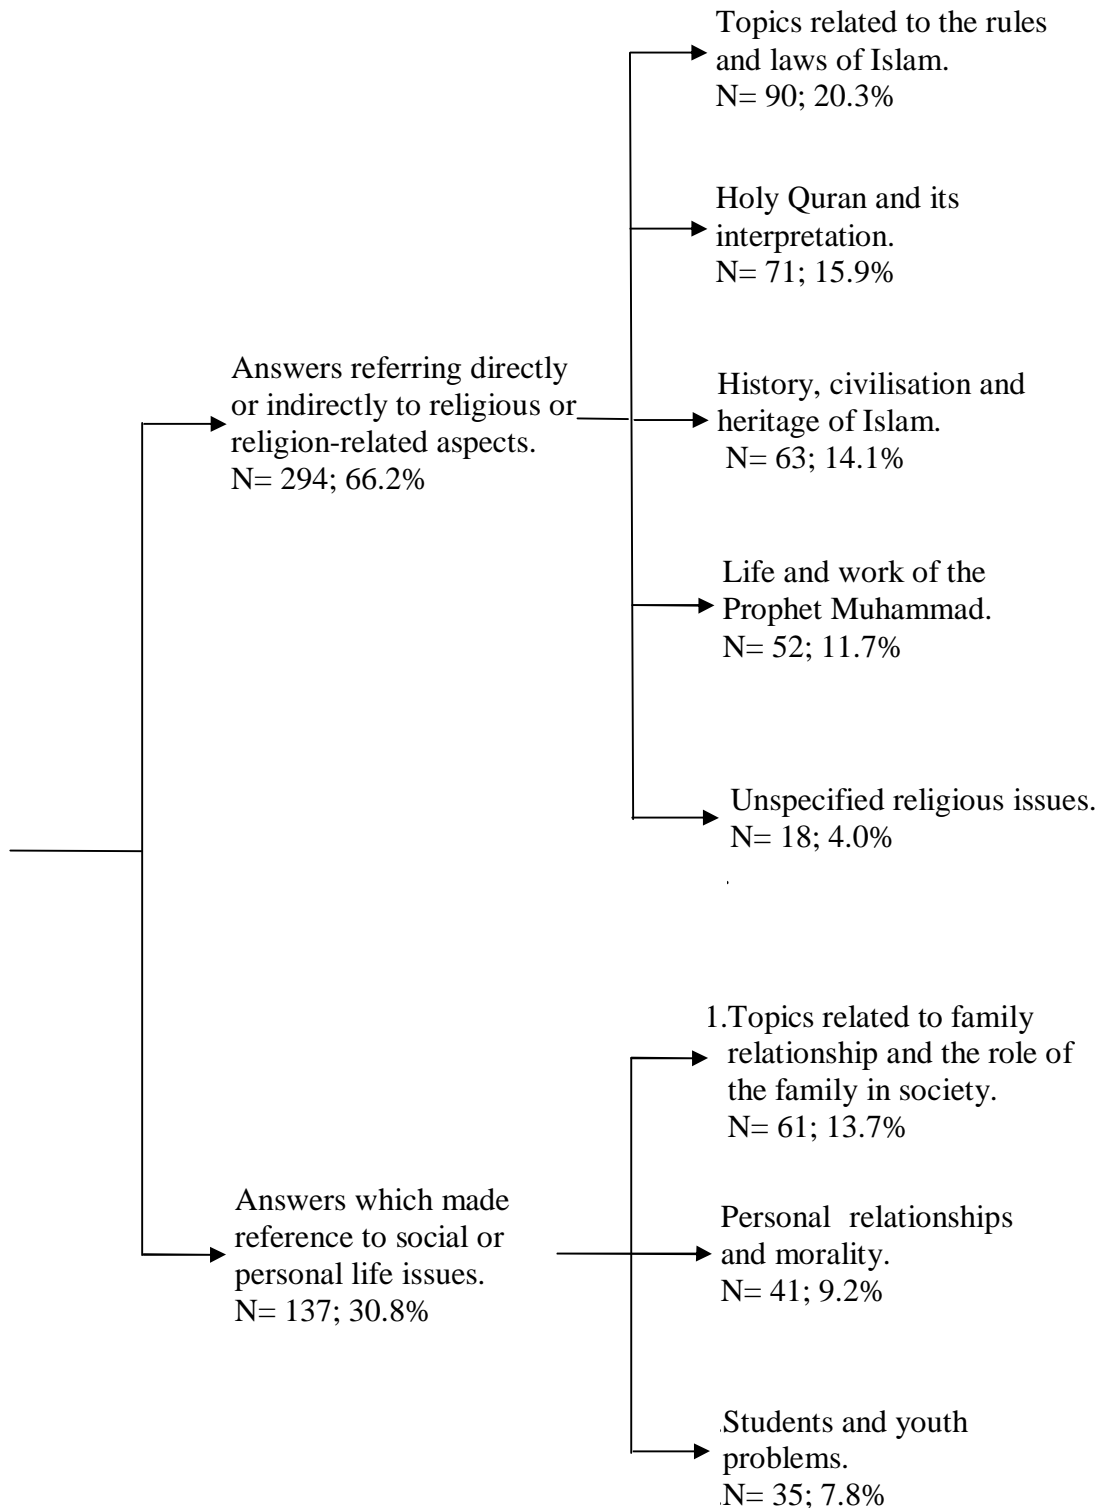 Topics related to the rules
and laws of Islam.
N= 90; 20.3%
Holy Quran and its
interpretation.
N= 71; 15.9%
Answers referring directly
or indirectly to religious or
religion-related aspects.
N= 294; 66.2%
History, civilisation and
heritage of Islam.
N= 63; 14.1%
Life and work of the
Prophet Muhammad.
N= 52; 11.7%
Unspecified religious issues.
N= 18; 4.0%
.
1.Topics related to family
relationship and the role of
the family in society.
N= 61; 13.7%
Answers which made
reference to social or
personal life issues.
N= 137; 30.8%
Personal  relationships
and morality.
N= 41; 9.2%
.Students and youth
problems.
.N= 35; 7.8%